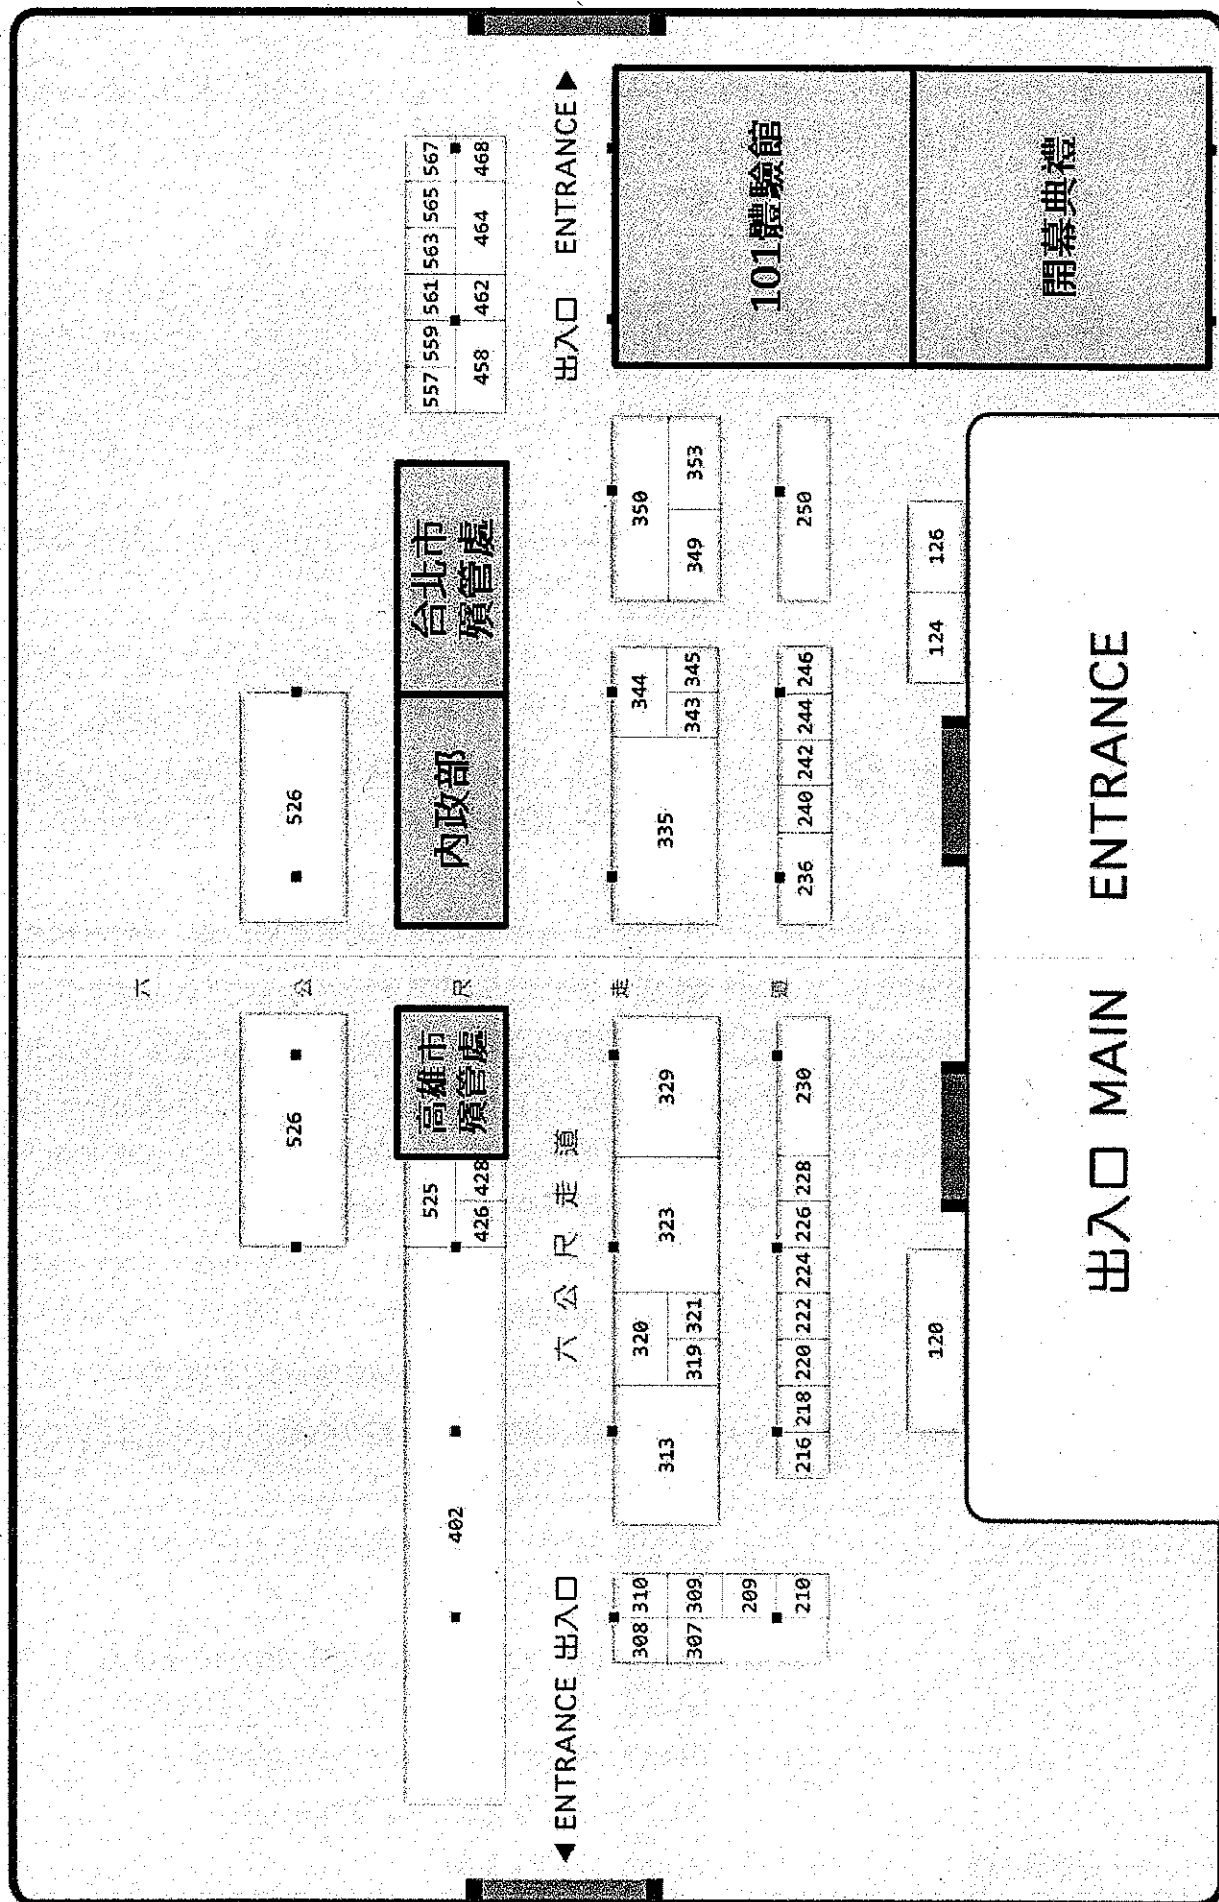 六公尺走道
526 526
525
高雄市
殯管處
內政部
台北市
殯管處
557 559 561 563 565 567
402
426 428
458 462 464 468
◀ ENTRANCE 出入口
六公尺走道
出入口 ENTRANCE ▶
308 310 320 344 350
313 323 329 335
307 309 319 321 343 345 349 353
101體驗館
209
210 216 218 220 222 224 226 228 230 236 240 242 244 246 250
120 124 126
開幕典禮
出入口 MAIN ENTRANCE